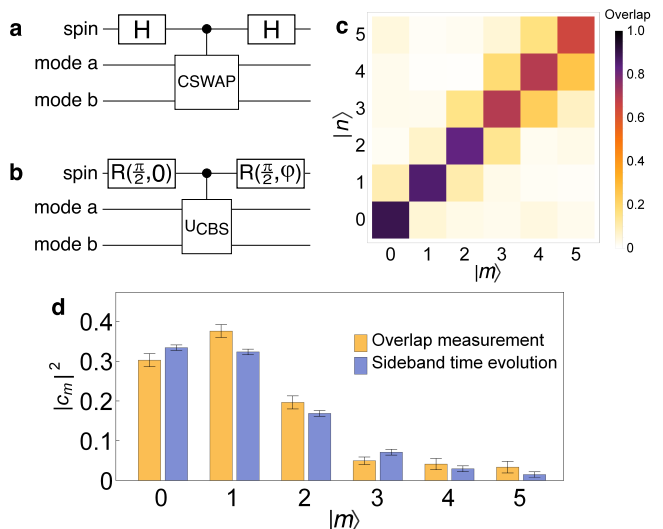 a
spin H H
mode a
CSWAP
mode b
b
spin R(π/2,0) R(π/2,φ)
mode a
UCBS
mode b
c
Overlap
|n⟩
5
4
3
2
1
0
0 1 2 3 4 5
|m⟩
1.0
0.8
0.6
0.4
0.2
0
d
|cₘ|²
0.4
0.3
0.2
0.1
0
Overlap measurement
Sideband time evolution
0 1 2 3 4 5
|m⟩